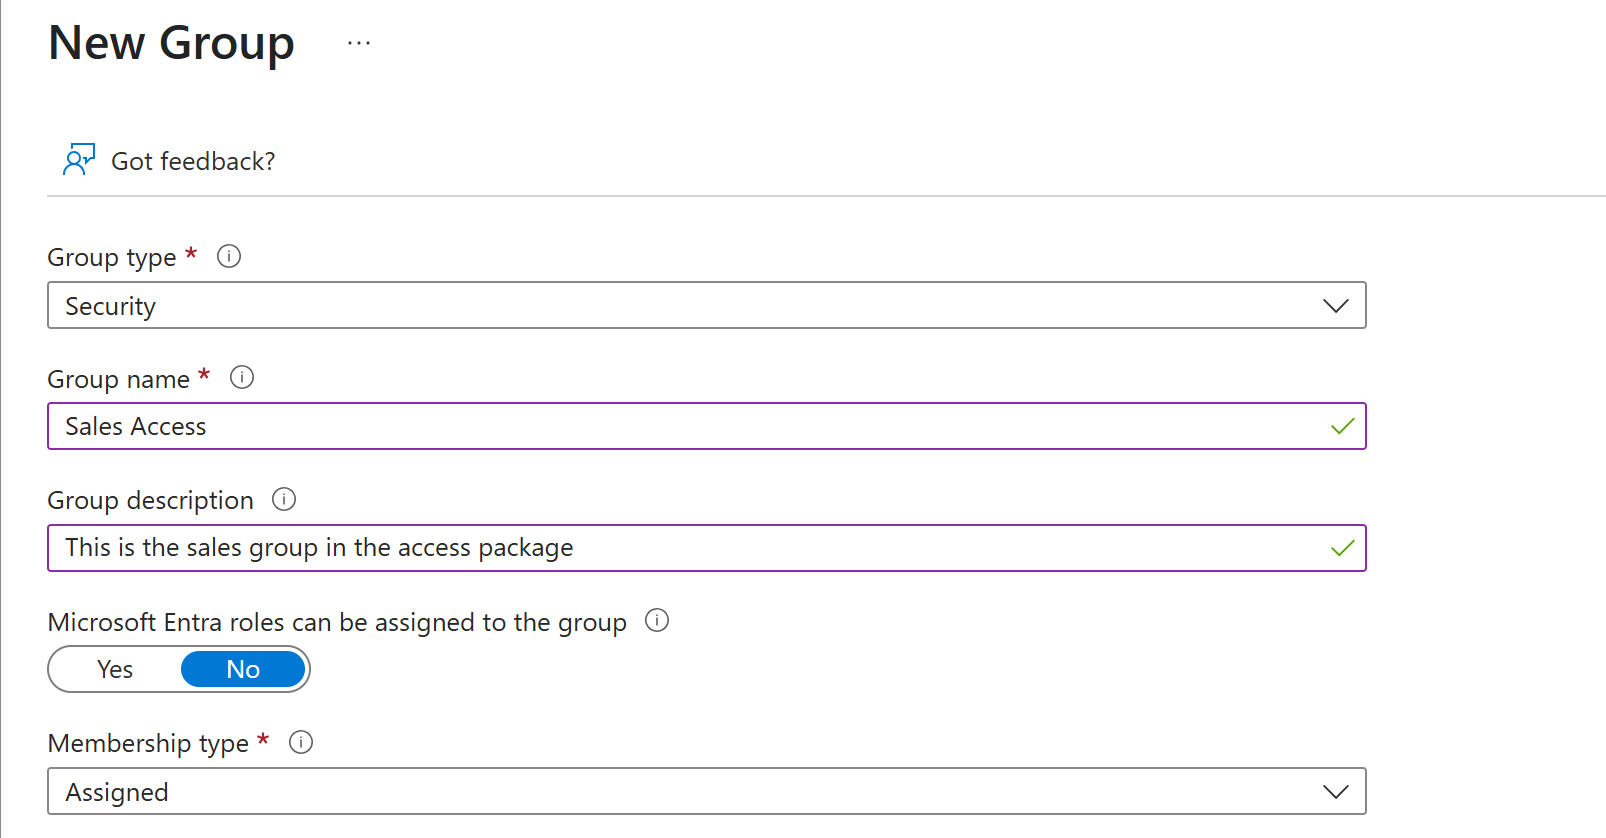 New Group ...
Got feedback?
Group type *
Security
Group name *
Sales Access
Group description
This is the sales group in the access package
Microsoft Entra roles can be assigned to the group
Yes No
Membership type *
Assigned